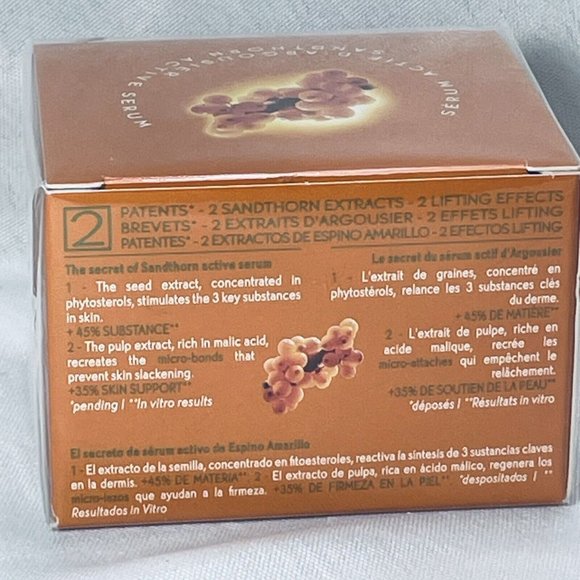 SÉRUM ACTIF D'ARGOUSIER
SANDTHORN ACTIVE SERUM
2
PATENTS* - 2 SANDTHORN EXTRACTS - 2 LIFTING EFFECTS
BREVETS* - 2 EXTRAITS D'ARGOUSIER - 2 EFFETS LIFTING
PATENTES* - 2 EXTRACTOS DE ESPINO AMARILLO - 2 EFECTOS LIFTING
The secret of Sandthorn active serum
1 - The seed extract, concentrated in
phytosterols, stimulates the 3 key substances
in skin.
+ 45% SUBSTANCE**
2 - The pulp extract, rich in malic acid,
recreates the micro-bonds that
prevent skin slackening.
+35% SKIN SUPPORT**
*pending | **In vitro results
Le secret du sérum actif d'Argousier
1 - L'extrait de graines, concentré en
phytostérols, relance les 3 substances clés
du derme.
+ 45% DE MATIÈRE**
2 - L'extrait de pulpe, riche en
acide malique, recrée les
micro-attaches qui empêchent le
relâchement.
+35% DE SOUTIEN DE LA PEAU**
*déposés | **Résultats in vitro
El secreto de sérum activo de Espino Amarillo
1 - El extracto de la semilla, concentrado en fitoesteroles, reactiva la síntesis de 3 sustancias claves
en la dermis. +45% DE MATERIA** 2 - El extracto de pulpa, rica en ácido málico, regenera los
micro-lazos que ayudan a la firmeza. +35% DE FIRMEZA EN LA PIEL** *despositados | **
Resultados In Vitro